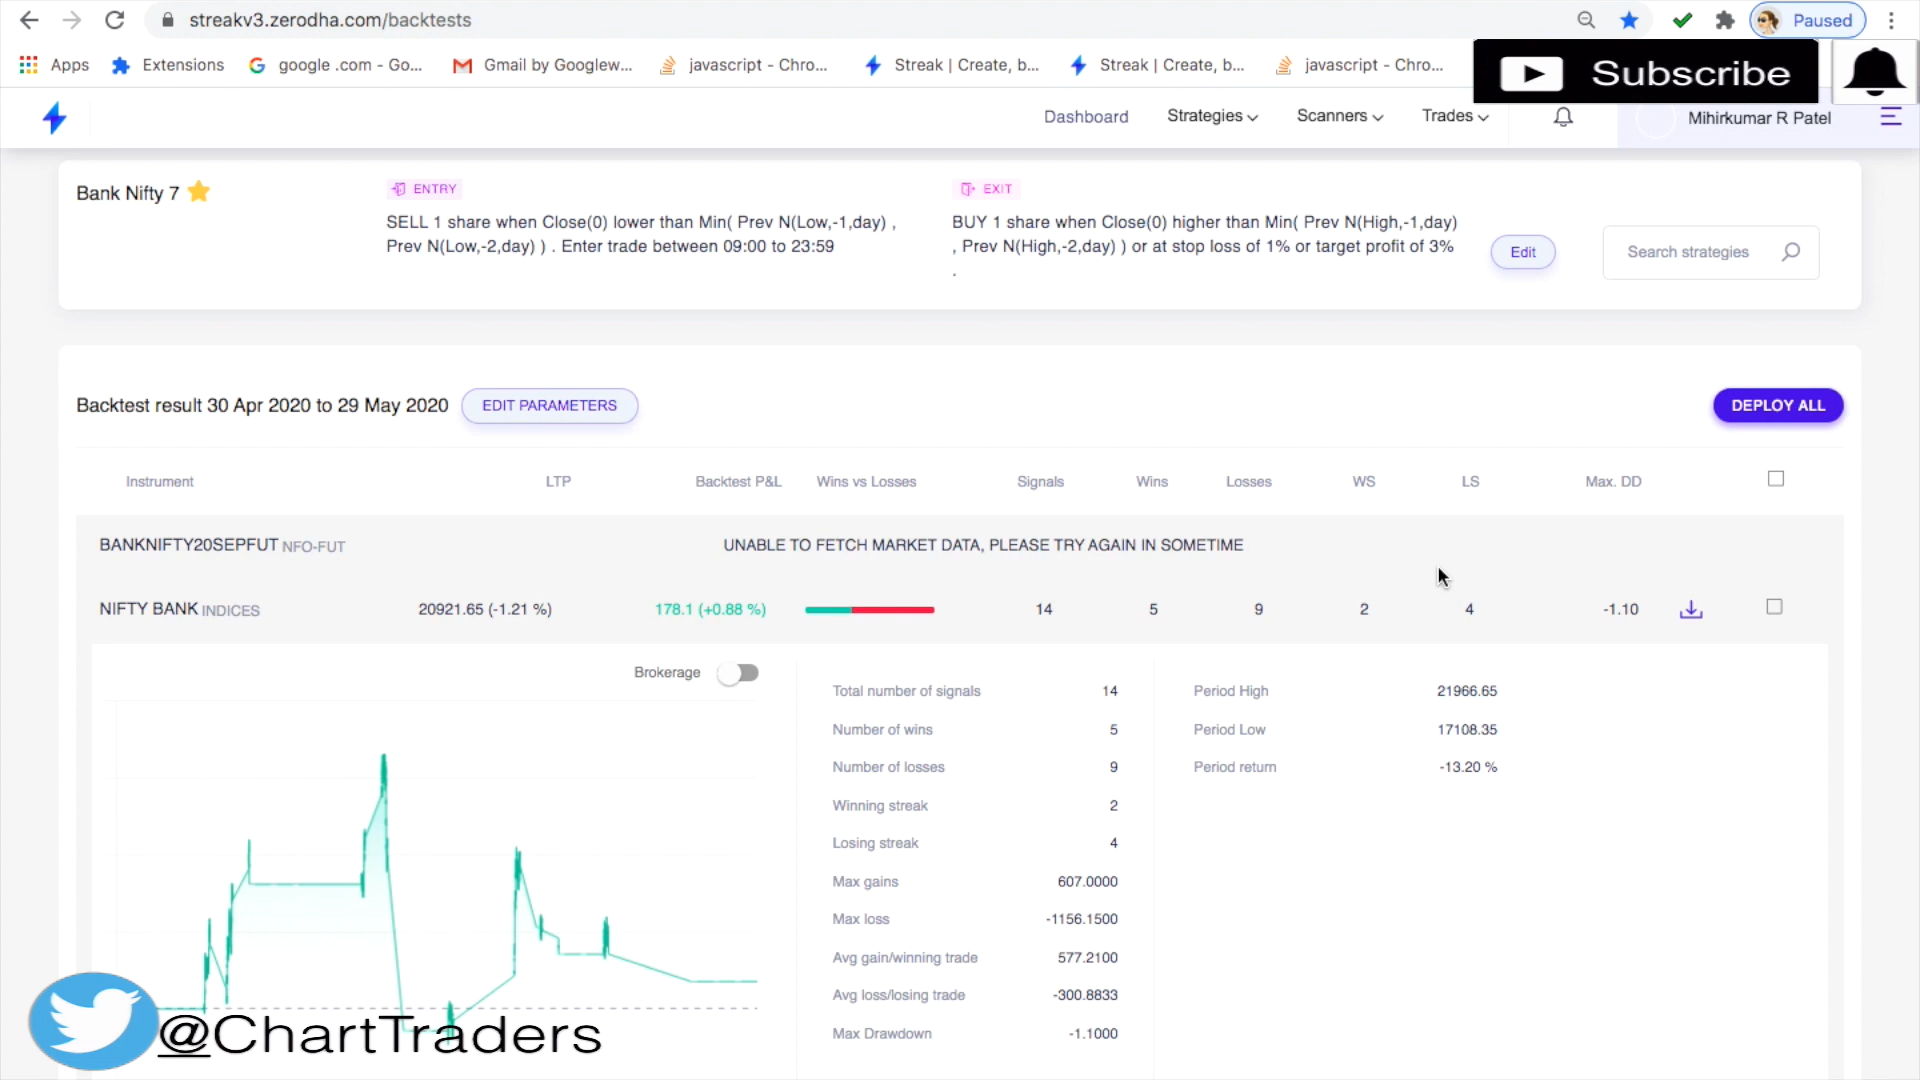 streakv3.zerodha.com/backtests
Paused
Apps
Extensions
google .com - Go...
Gmail by Googlew...
javascript - Chro...
Streak | Create, b...
Streak | Create, b...
javascript - Chro...
Subscribe
Dashboard
Strategies
Scanners
Trades
Mihirkumar R Patel
Bank Nifty 7
ENTRY
SELL 1 share when Close(0) lower than Min( Prev N(Low,-1,day) ,
Prev N(Low,-2,day) ) . Enter trade between 09:00 to 23:59
EXIT
BUY 1 share when Close(0) higher than Min( Prev N(High,-1,day)
, Prev N(High,-2,day) ) or at stop loss of 1% or target profit of 3%
.
Edit
Search strategies
Backtest result 30 Apr 2020 to 29 May 2020
EDIT PARAMETERS
DEPLOY ALL
Instrument LTP Backtest P&L Wins vs Losses Signals Wins Losses WS LS Max. DD
BANKNIFTY20SEPFUT NFO-FUT UNABLE TO FETCH MARKET DATA, PLEASE TRY AGAIN IN SOMETIME
NIFTY BANK INDICES 20921.65 (-1.21 %) 178.1 (+0.88 %) 14 5 9 2 4 -1.10
Brokerage
Total number of signals 14
Number of wins 5
Number of losses 9
Winning streak 2
Losing streak 4
Max gains 607.0000
Max loss -1156.1500
Avg gain/winning trade 577.2100
Avg loss/losing trade -300.8833
Max Drawdown -1.1000
Period High 21966.65
Period Low 17108.35
Period return -13.20 %
@ChartTraders